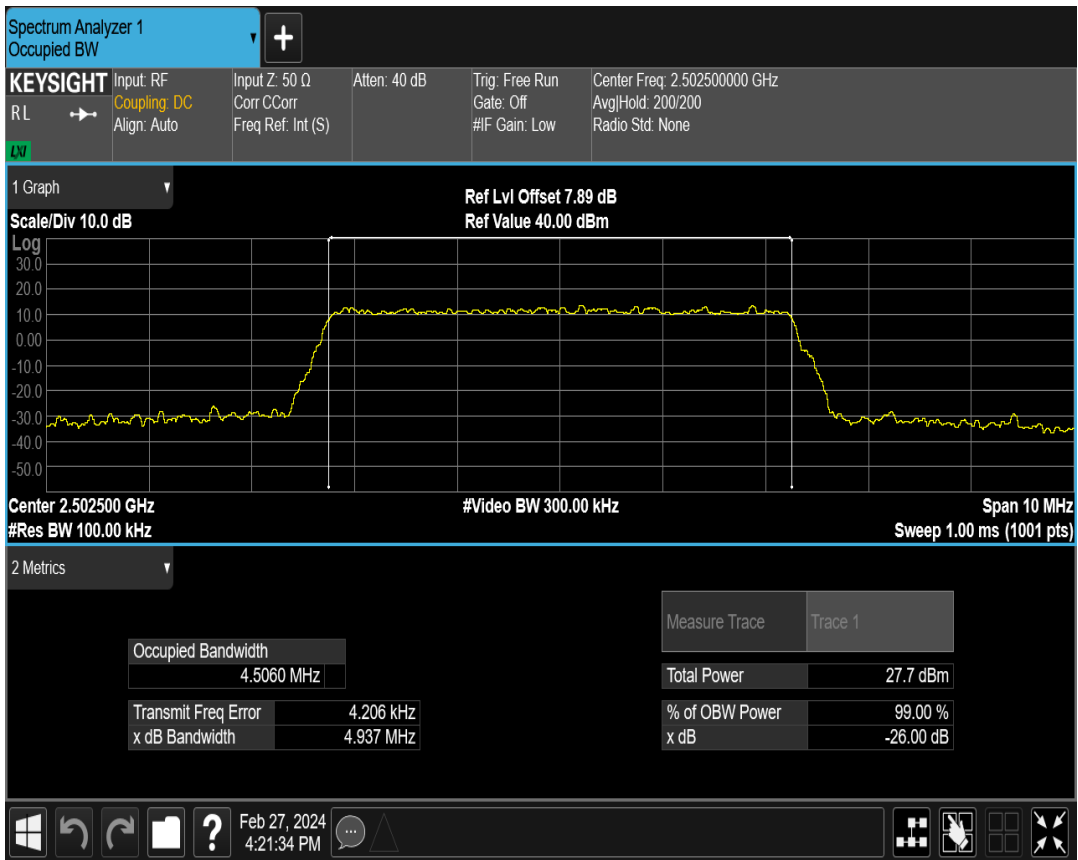 Spectrum Analyzer 1
Occupied BW
▼
+
KEYSIGHT Input: RF Input Z: 50 Ω Atten: 40 dB Trig: Free Run Center Freq: 2.502500000 GHz
RL Coupling: DC Corr CCorr Gate: Off Avg|Hold: 200/200
Align: Auto Freq Ref: Int (S) #IF Gain: Low Radio Std: None
LXI
1 Graph ▼ Ref Lvl Offset 7.89 dB
Scale/Div 10.0 dB Ref Value 40.00 dBm
Log
30.0
20.0
10.0
0.00
-10.0
-20.0
-30.0
-40.0
-50.0
Center 2.502500 GHz #Video BW 300.00 kHz Span 10 MHz
#Res BW 100.00 kHz Sweep 1.00 ms (1001 pts)
2 Metrics ▼
Measure Trace Trace 1
Occupied Bandwidth
4.5060 MHz
Total Power 27.7 dBm
Transmit Freq Error 4.206 kHz % of OBW Power 99.00 %
x dB Bandwidth 4.937 MHz x dB -26.00 dB
? Feb 27, 2024
4:21:34 PM